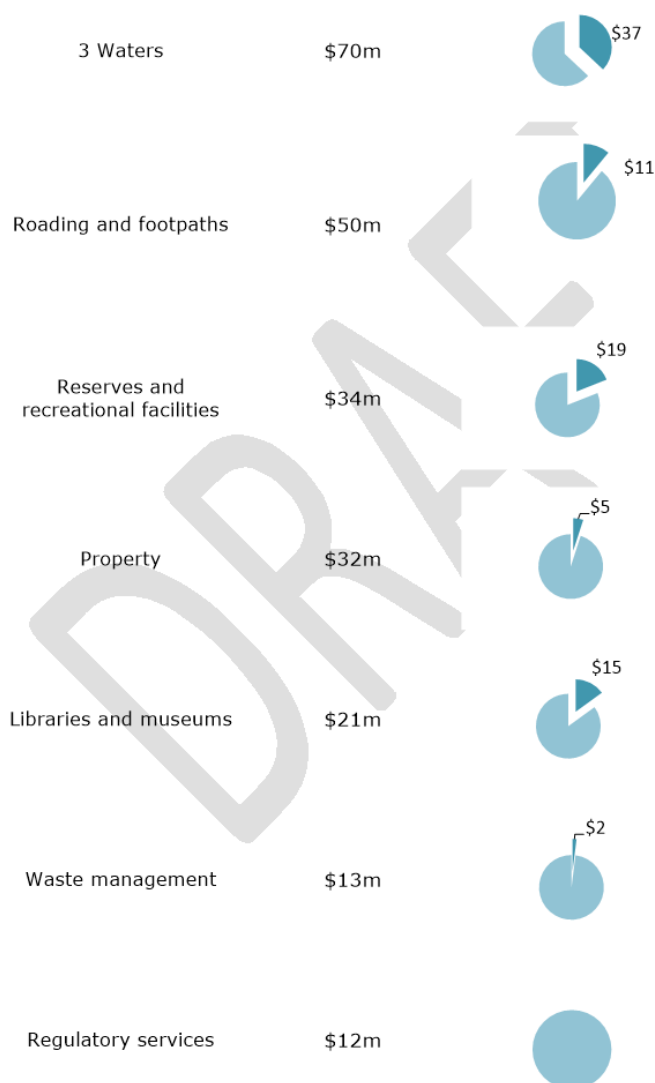 3 Waters $70m $37
Roading and footpaths $50m $11
Reserves and
recreational facilities $34m $19
Property $32m $5
Libraries and museums $21m $15
Waste management $13m $2
Regulatory services $12m
DRAF